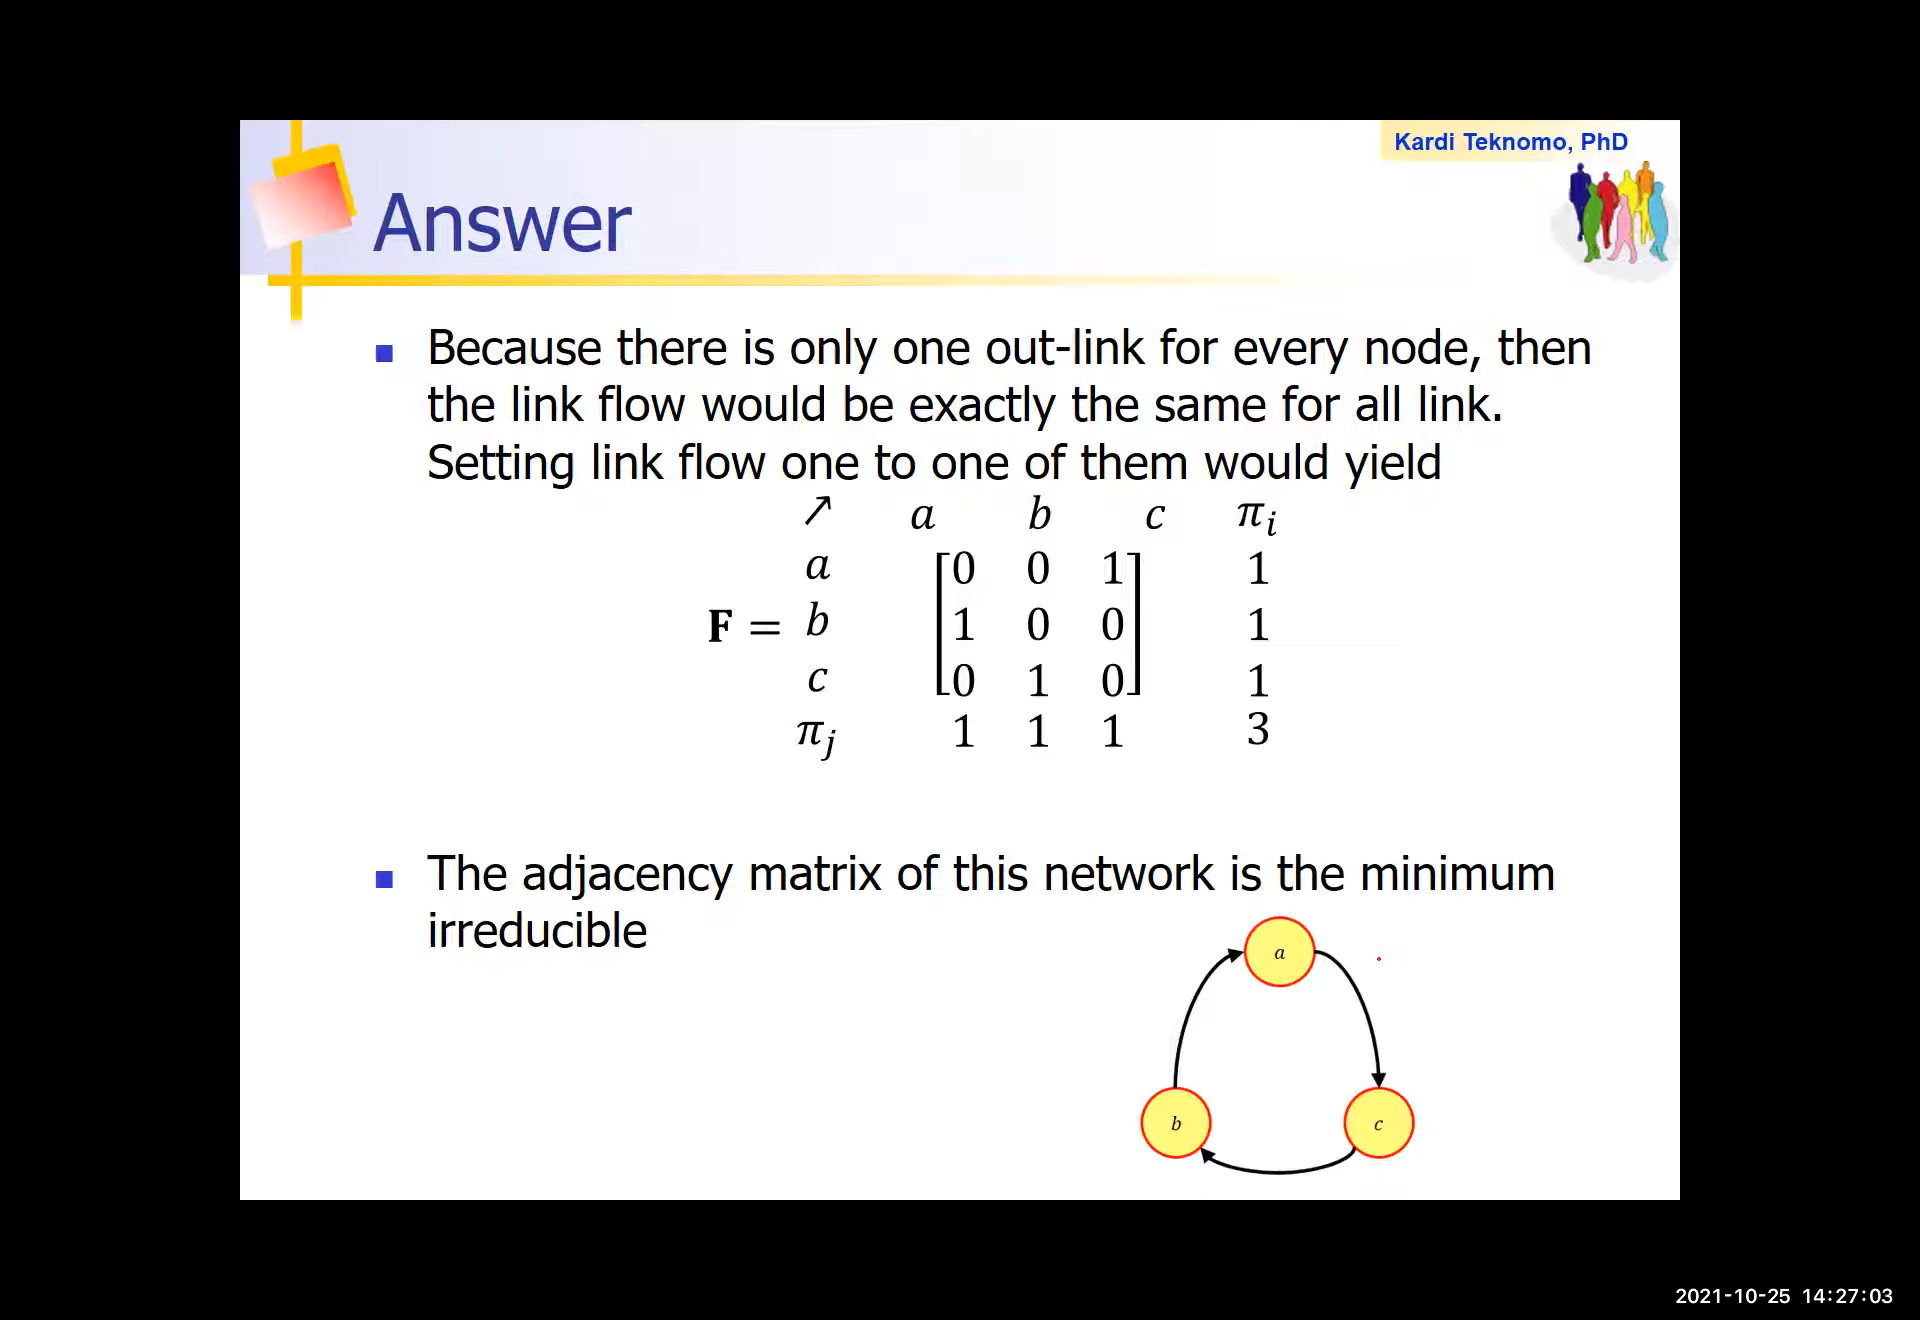 Kardi Teknomo, PhD
Answer
Because there is only one out-link for every node, then
the link flow would be exactly the same for all link.
Setting link flow one to one of them would yield
↗ a b c πᵢ
a 0 0 1 1
F = b 1 0 0 1
c 0 1 0 1
πⱼ 1 1 1 3
The adjacency matrix of this network is the minimum
irreducible
a
b c
2021-10-25 14:27:03